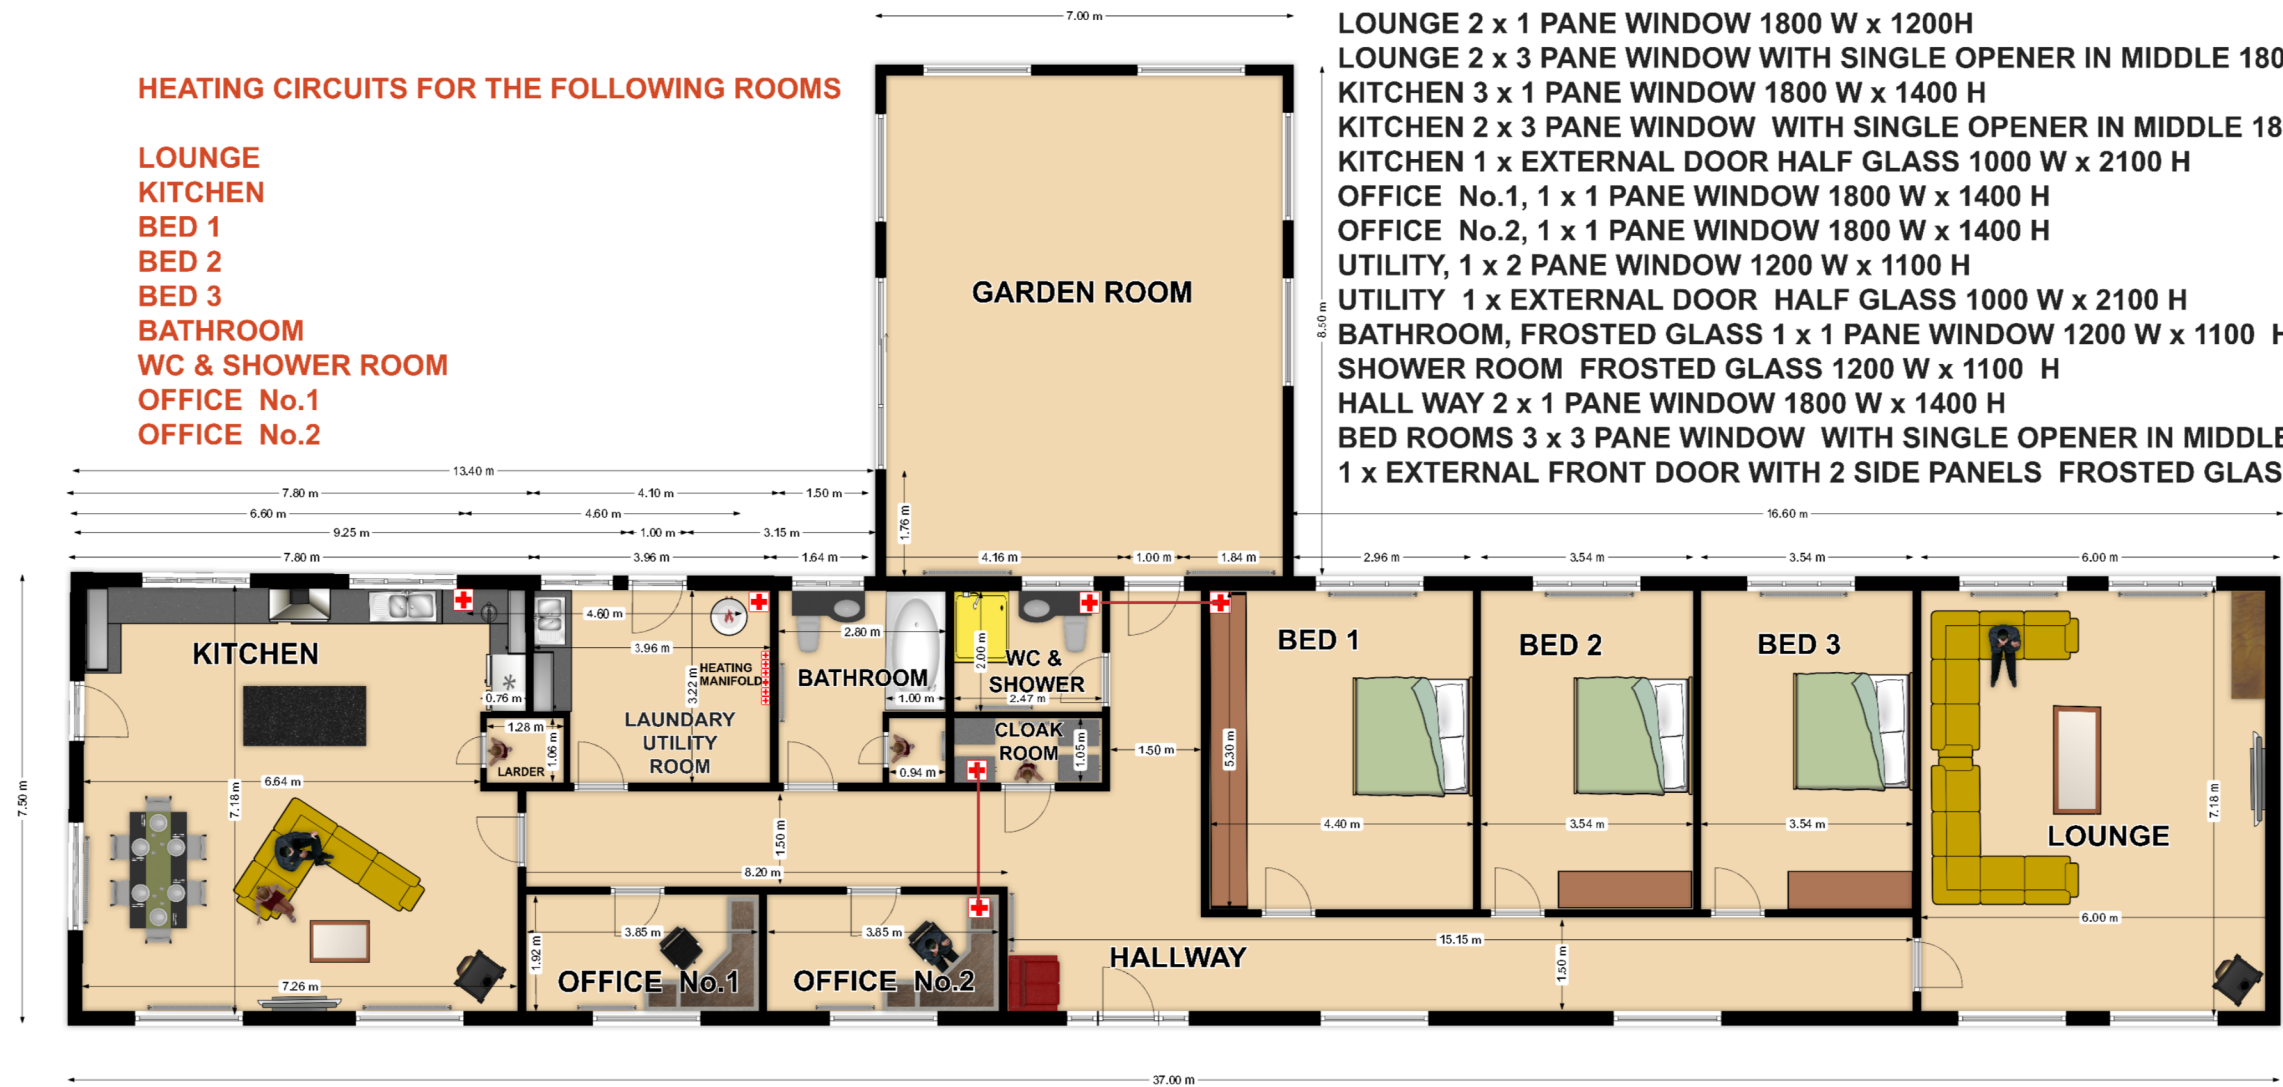 7.00 m
LOUNGE 2 x 1 PANE WINDOW 1800 W x 1200H
LOUNGE 2 x 3 PANE WINDOW WITH SINGLE OPENER IN MIDDLE 180
KITCHEN 3 x 1 PANE WINDOW 1800 W x 1400 H
KITCHEN 2 x 3 PANE WINDOW WITH SINGLE OPENER IN MIDDLE 18
KITCHEN 1 x EXTERNAL DOOR HALF GLASS 1000 W x 2100 H
OFFICE No.1, 1 x 1 PANE WINDOW 1800 W x 1400 H
OFFICE No.2, 1 x 1 PANE WINDOW 1800 W x 1400 H
UTILITY, 1 x 2 PANE WINDOW 1200 W x 1100 H
UTILITY 1 x EXTERNAL DOOR HALF GLASS 1000 W x 2100 H
BATHROOM, FROSTED GLASS 1 x 1 PANE WINDOW 1200 W x 1100 H
SHOWER ROOM FROSTED GLASS 1200 W x 1100 H
HALL WAY 2 x 1 PANE WINDOW 1800 W x 1400 H
BED ROOMS 3 x 3 PANE WINDOW WITH SINGLE OPENER IN MIDDLE
1 x EXTERNAL FRONT DOOR WITH 2 SIDE PANELS FROSTED GLAS
HEATING CIRCUITS FOR THE FOLLOWING ROOMS
LOUNGE
KITCHEN
BED 1
BED 2
BED 3
BATHROOM
WC & SHOWER ROOM
OFFICE No.1
OFFICE No.2
GARDEN ROOM
8.50 m
13.40 m
7.80 m
4.10 m
1.50 m
6.60 m
4.60 m
16.60 m
9.25 m
1.00 m
3.15 m
1.76 m
7.80 m
3.96 m
1.64 m
4.16 m
1.00 m
1.84 m
2.96 m
3.54 m
3.54 m
6.00 m
4.60 m
2.80 m
KITCHEN
3.96 m
2.00 m
BED 1
BED 2
BED 3
HEATING
MANIFOLD
3.22 m
BATHROOM
WC &
SHOWER
0.76 m
1.00 m
2.47 m
LAUNDARY
UTILITY
ROOM
1.28 m
1.06 m
LARDER
CLOAK
ROOM
1.05 m
0.94 m
1.50 m
5.30 m
6.64 m
7.18 m
7.50 m
7.18 m
4.40 m
3.54 m
3.54 m
LOUNGE
1.50 m
8.20 m
6.00 m
3.85 m
3.85 m
1.92 m
15.15 m
1.50 m
HALLWAY
OFFICE No.1
OFFICE No.2
7.26 m
37.00 m